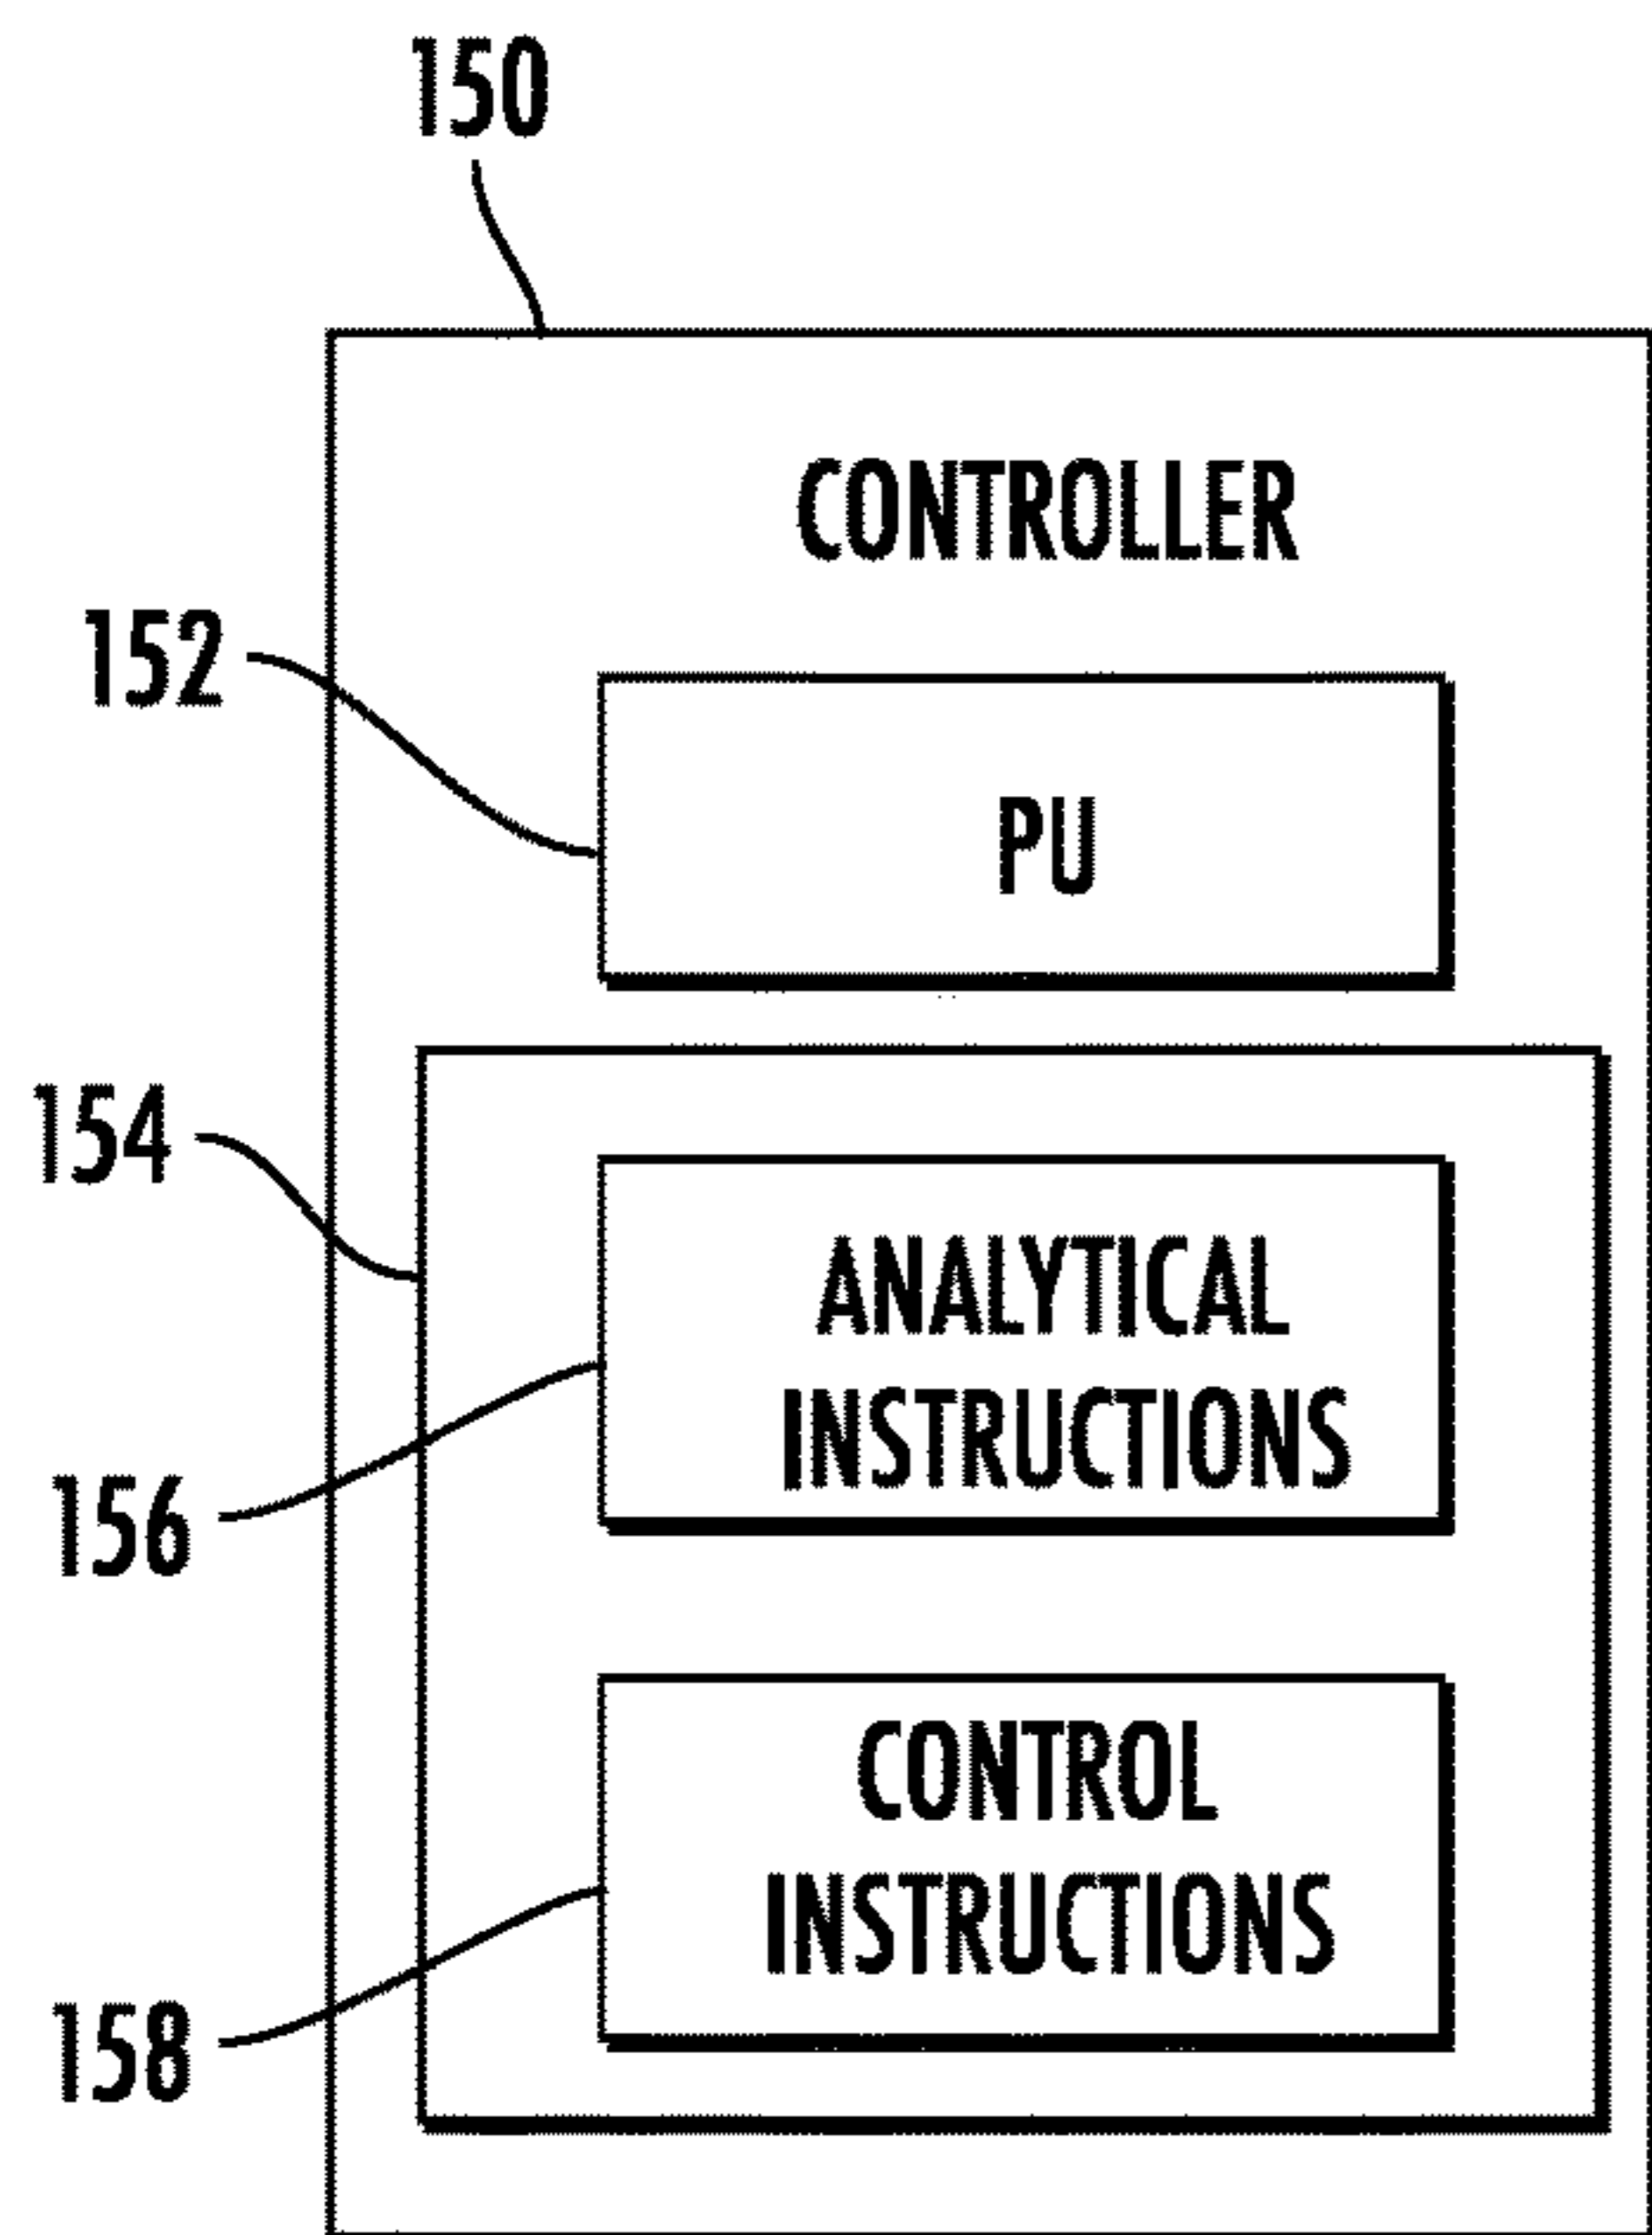 150
CONTROLLER
152
PU
154
ANALYTICAL
INSTRUCTIONS
156
CONTROL
INSTRUCTIONS
158